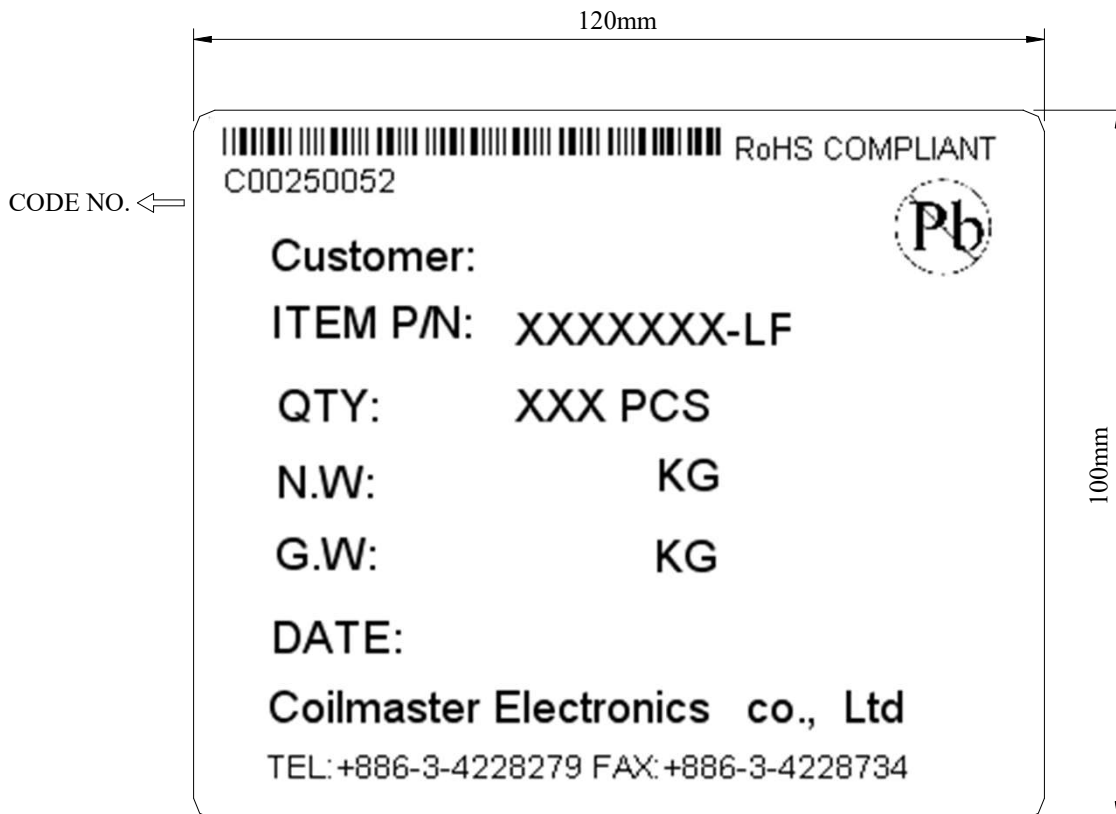 120mm
RoHS COMPLIANT
C00250052
CODE NO.
Pb
Customer:
ITEM P/N: XXXXXXX-LF
QTY: XXX PCS
N.W: KG
G.W: KG
100mm
DATE:
Coilmaster Electronics co., Ltd
TEL:+886-3-4228279 FAX:+886-3-4228734